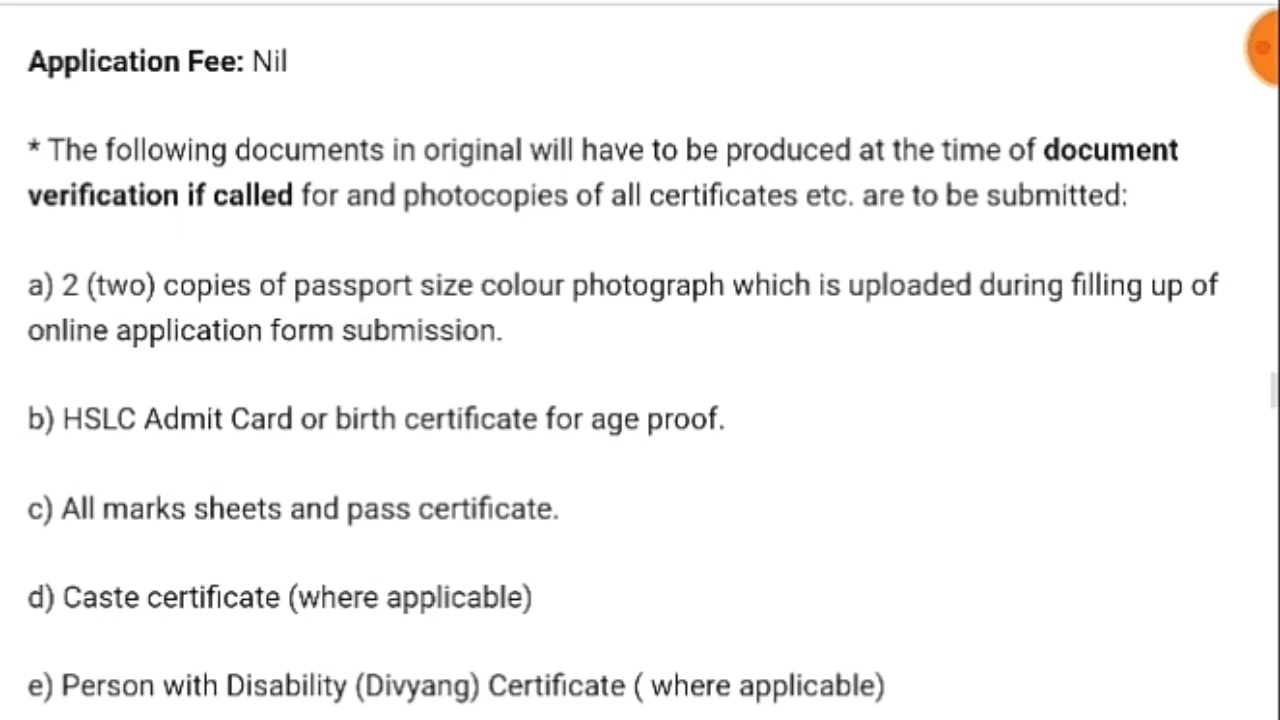 Application Fee: Nil
* The following documents in original will have to be produced at the time of document
verification if called for and photocopies of all certificates etc. are to be submitted:
a) 2 (two) copies of passport size colour photograph which is uploaded during filling up of
online application form submission.
b) HSLC Admit Card or birth certificate for age proof.
c) All marks sheets and pass certificate.
d) Caste certificate (where applicable)
e) Person with Disability (Divyang) Certificate ( where applicable)